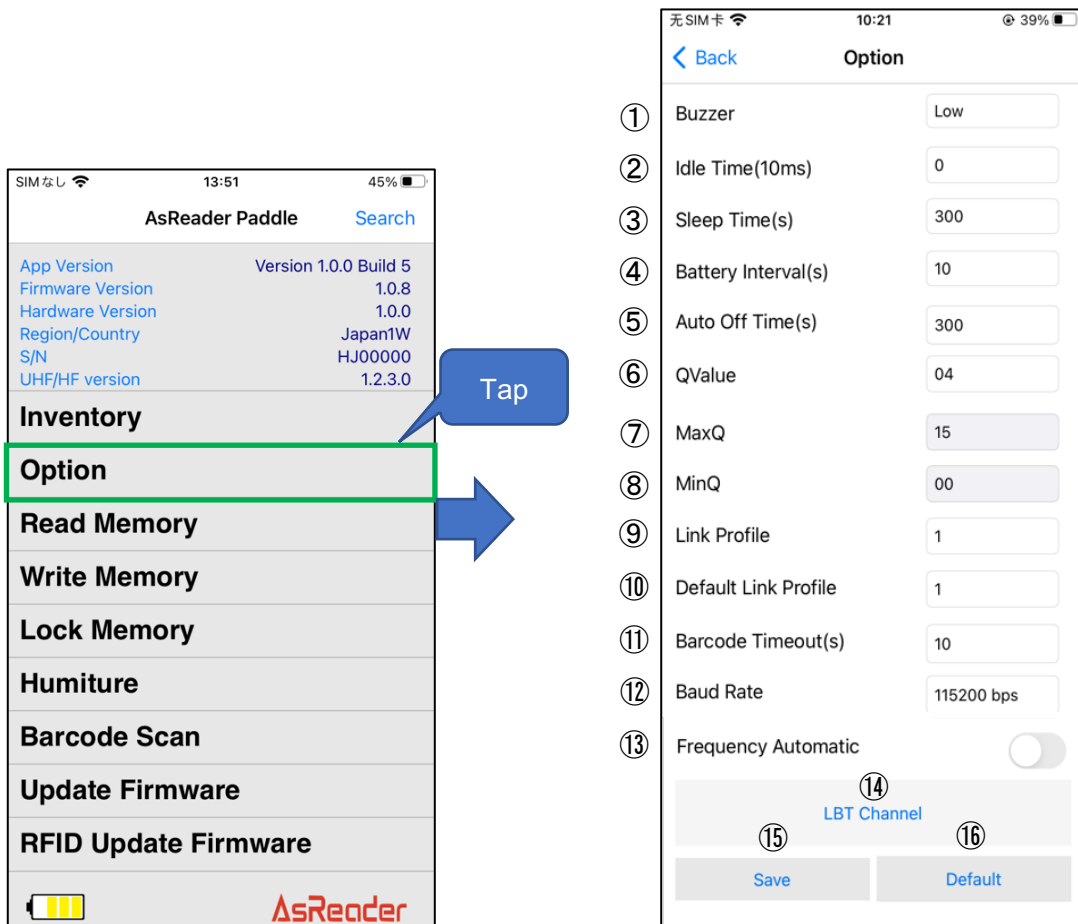 SIMなし 13:51 45%
AsReader Paddle Search
App Version Version 1.0.0 Build 5
Firmware Version 1.0.8
Hardware Version 1.0.0
Region/Country Japan1W
S/N HJ00000
UHF/HF version 1.2.3.0
Inventory
Option
Read Memory
Write Memory
Lock Memory
Humiture
Barcode Scan
Update Firmware
RFID Update Firmware
AsReader
Tap
无SIM卡 10:21 39%
Back Option
① Buzzer Low
② Idle Time(10ms) 0
③ Sleep Time(s) 300
④ Battery Interval(s) 10
⑤ Auto Off Time(s) 300
⑥ QValue 04
⑦ MaxQ 15
⑧ MinQ 00
⑨ Link Profile 1
⑩ Default Link Profile 1
⑪ Barcode Timeout(s) 10
⑫ Baud Rate 115200 bps
⑬ Frequency Automatic
⑭
LBT Channel
⑮ ⑯
Save Default